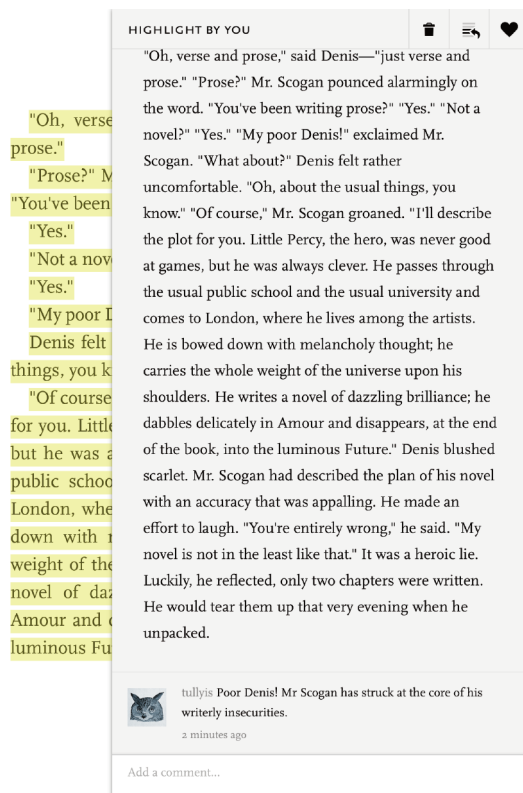 "Oh, verse
prose."
"Prose?"
"You've been
"Yes."
"Not a
"Yes."
"My poor
Denis felt
things, you
"Of course
for you.
but he was
public
London,
down with
weight of the
novel of
Amour and
luminous
HIGHLIGHT BY YOU
"Oh, verse and prose," said Denis—"just verse and
prose." "Prose?" Mr. Scogan pounced alarmingly on
the word. "You've been writing prose?" "Yes." "Not a
novel?" "Yes." "My poor Denis!" exclaimed Mr.
Scogan. "What about?" Denis felt rather
uncomfortable. "Oh, about the usual things, you
know." "Of course," Mr. Scogan groaned. "I'll describe
the plot for you. Little Percy, the hero, was never good
at games, but he was always clever. He passes through
the usual public school and the usual university and
comes to London, where he lives among the artists.
He is bowed down with melancholy thought; he
carries the whole weight of the universe upon his
shoulders. He writes a novel of dazzling brilliance; he
dabbles delicately in Amour and disappears, at the end
of the book, into the luminous Future." Denis blushed
scarlet. Mr. Scogan had described the plan of his novel
with an accuracy that was appalling. He made an
effort to laugh. "You're entirely wrong," he said. "My
novel is not in the least like that." It was a heroic lie.
Luckily, he reflected, only two chapters were written.
He would tear them up that very evening when he
unpacked.
tullyis Poor Denis! Mr Scogan has struck at the core of his
writerly insecurities.
2 minutes ago
Add a comment...